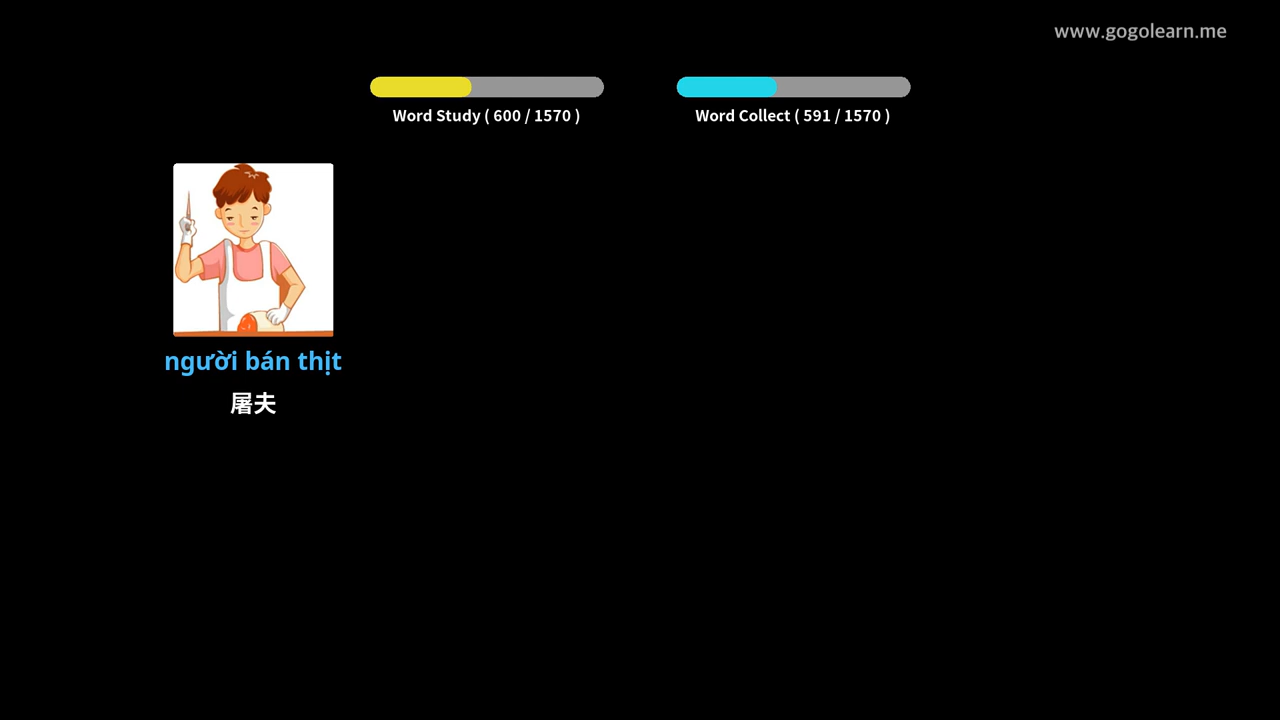 www.gogolearn.me
Word Study ( 600 / 1570 )
Word Collect ( 591 / 1570 )
người bán thịt
屠夫